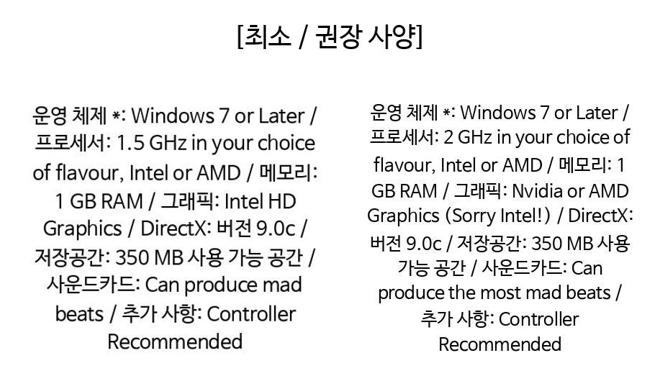 [최소 / 권장 사양]
운영 체제 *: Windows 7 or Later /
프로세서: 1.5 GHz in your choice
of flavour, Intel or AMD / 메모리:
1 GB RAM / 그래픽: Intel HD
Graphics / DirectX: 버전 9.0c /
저장공간: 350 MB 사용 가능 공간 /
사운드카드: Can produce mad
beats / 추가 사항: Controller
Recommended
운영 체제 *: Windows 7 or Later /
프로세서: 2 GHz in your choice of
flavour, Intel or AMD / 메모리: 1
GB RAM / 그래픽: Nvidia or AMD
Graphics (Sorry Intel!) / DirectX:
버전 9.0c / 저장공간: 350 MB 사용
가능 공간 / 사운드카드: Can
produce the most mad beats /
추가 사항: Controller
Recommended